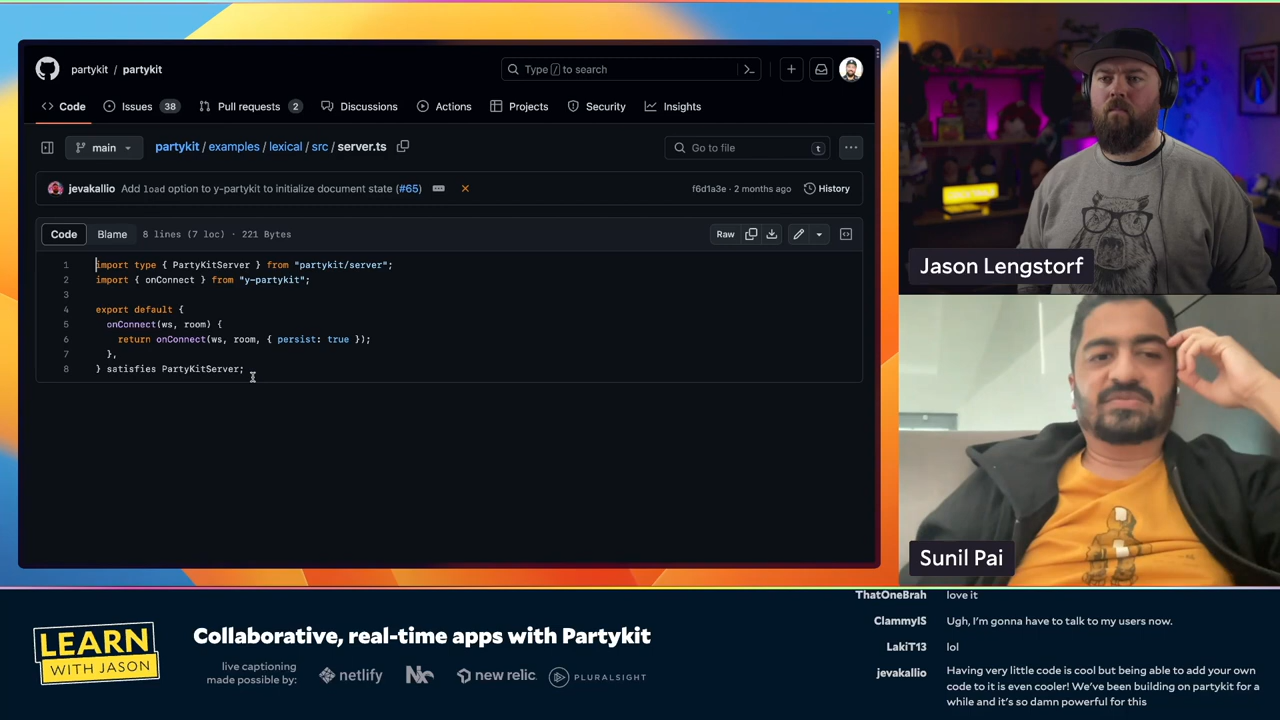 partykit / partykit
Type / to search
Code
Issues 38
Pull requests 2
Discussions
Actions
Projects
Security
Insights
main
partykit / examples / lexical / src / server.ts
Go to file
t
jevakallio Add load option to y-partykit to initialize document state (#65)
f6d1a3e · 2 months ago
History
Code
Blame
8 lines (7 loc) · 221 Bytes
Raw
1 import type { PartyKitServer } from "partykit/server";
2 import { onConnect } from "y-partykit";
3
4 export default {
5 onConnect(ws, room) {
6 return onConnect(ws, room, { persist: true });
7 },
8 } satisfies PartyKitServer;
Jason Lengstorf
Sunil Pai
LEARN
WITH JASON
Collaborative, real-time apps with Partykit
live captioning
made possible by:
netlify
new relic.
PLURALSIGHT
ThatOneBrah love it
ClammyIS Ugh, I'm gonna have to talk to my users now.
LakiT13 lol
jevakallio Having very little code is cool but being able to add your own
code to it is even cooler! We've been building on partykit for a
while and it's so damn powerful for this